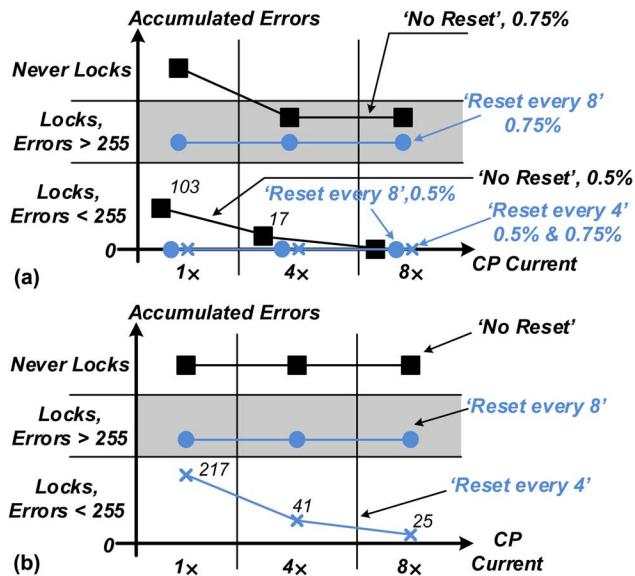 Accumulated Errors
'No Reset', 0.75%
Never Locks
Locks,
Errors > 255
'Reset every 8'
0.75%
Locks,
Errors < 255
103
17
'Reset every 8',0.5%
'No Reset', 0.5%
'Reset every 4'
0.5% & 0.75%
0
CP Current
(a)
1×
4×
8×
Accumulated Errors
'No Reset'
Never Locks
Locks,
Errors > 255
'Reset every 8'
Locks,
Errors < 255
217
41
25
'Reset every 4'
0
CP
Current
(b)
1×
4×
8×